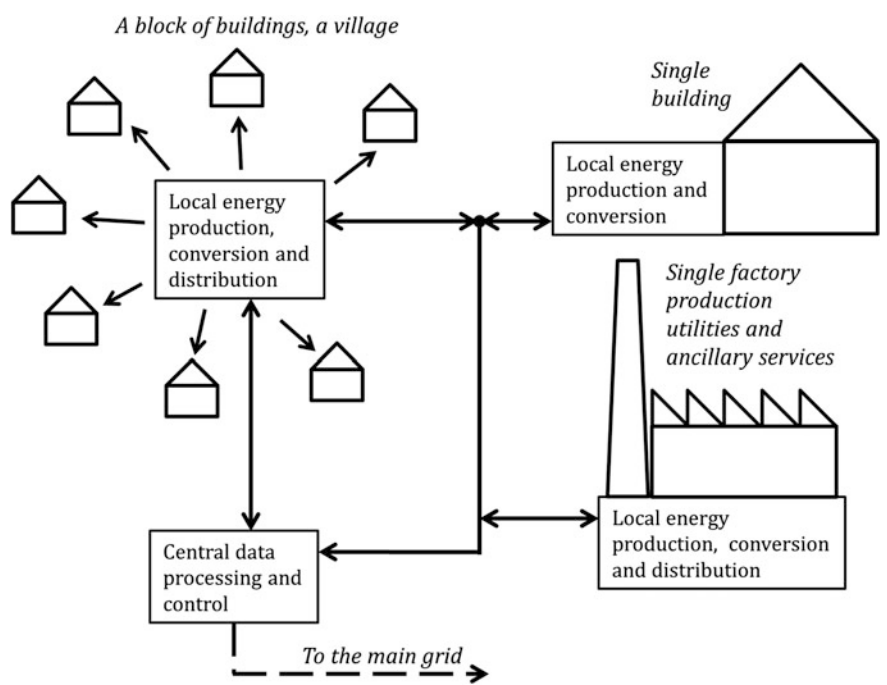 A block of buildings, a village
Single
building
Local energy
production and
conversion
Local energy
production,
conversion and
distribution
Single factory
production
utilities and
ancillary services
Local energy
production, conversion
and distribution
Central data
processing and
control
To the main grid